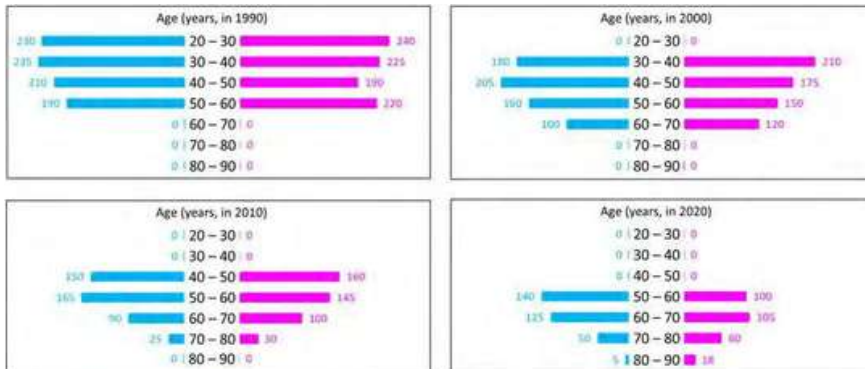 Age (years, in 1990)
230 20 – 30 240
235 30 – 40 225
210 40 – 50 190
190 50 – 60 220
0 60 – 70 0
0 70 – 80 0
0 80 – 90 0
Age (years, in 2000)
0 20 – 30 0
180 30 – 40 210
205 40 – 50 175
160 50 – 60 150
100 60 – 70 120
0 70 – 80 0
0 80 – 90 0
Age (years, in 2010)
0 20 – 30 0
0 30 – 40 0
150 40 – 50 160
165 50 – 60 145
90 60 – 70 100
25 70 – 80 30
0 80 – 90 0
Age (years, in 2020)
0 20 – 30 0
0 30 – 40 0
0 40 – 50 0
140 50 – 60 100
125 60 – 70 105
50 70 – 80 60
5 80 – 90 18